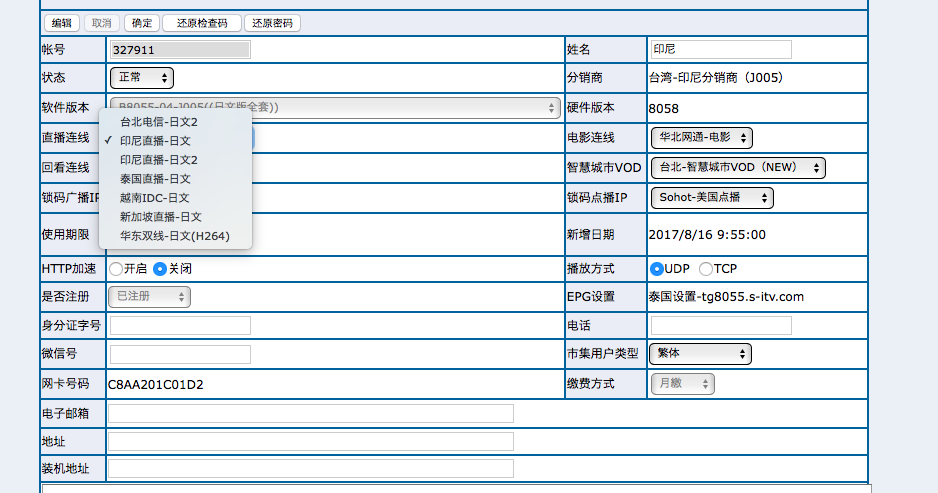 编辑 取消 确定 还原检查码 还原密码
帐号 327911 姓名 印尼
状态 正常 分销商 台湾-印尼分销商（J005）
软件版本 B8055-04-J005((日文版全套)) 硬件版本 8058
台北电信-日文2
直播连线 ✓ 印尼直播-日文 电影连线 华北网通-电影
印尼直播-日文2
回看连线 智慧城市VOD 台北-智慧城市VOD（NEW）
泰国直播-日文
锁码广播IP 越南IDC-日文 锁码点播IP Sohot-美国点播
新加坡直播-日文
使用期限 华东双线-日文(H264) 新增日期 2017/8/16 9:55:00
HTTP加速 开启 关闭 播放方式 UDP TCP
是否注册 已注册 EPG设置 泰国设置-tg8055.s-itv.com
身分证字号 电话
微信号 市集用户类型 繁体
网卡号码 C8AA201C01D2 缴费方式 月繳
电子邮箱
地址
装机地址